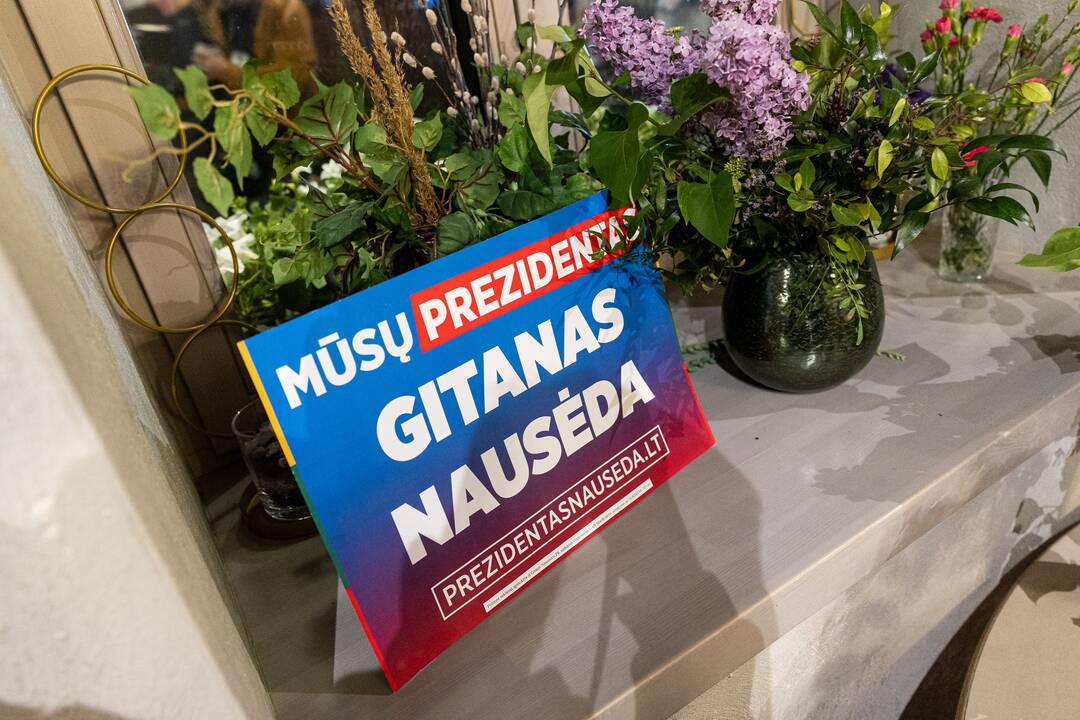 MŪSŲ PREZIDENTAS
GITANAS
NAUSĖDA
PREZIDENTASNAUSEDA.LT